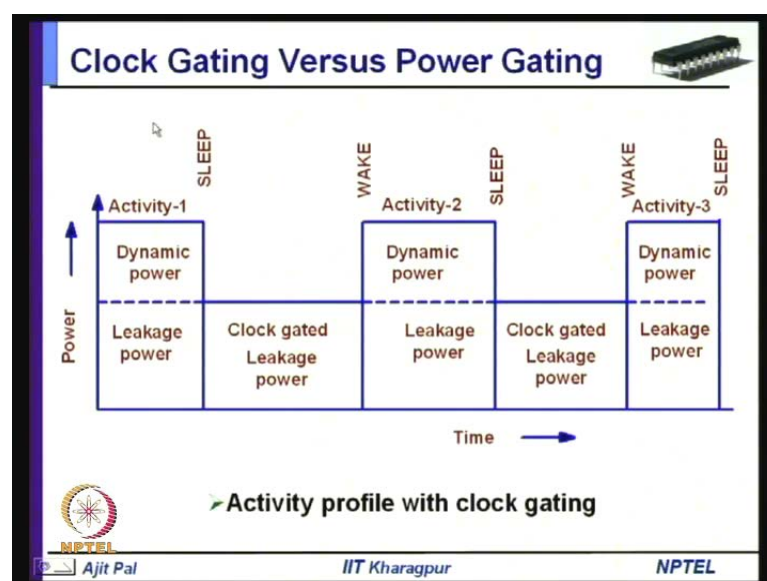 Clock Gating Versus Power Gating
SLEEP
WAKE
SLEEP
WAKE
SLEEP
Activity-1
Activity-2
Activity-3
Dynamic
power
Dynamic
power
Dynamic
power
Power
Leakage
power
Clock gated
Leakage
power
Leakage
power
Clock gated
Leakage
power
Leakage
power
Time
Activity profile with clock gating
NPTEL
Ajit Pal
IIT Kharagpur
NPTEL